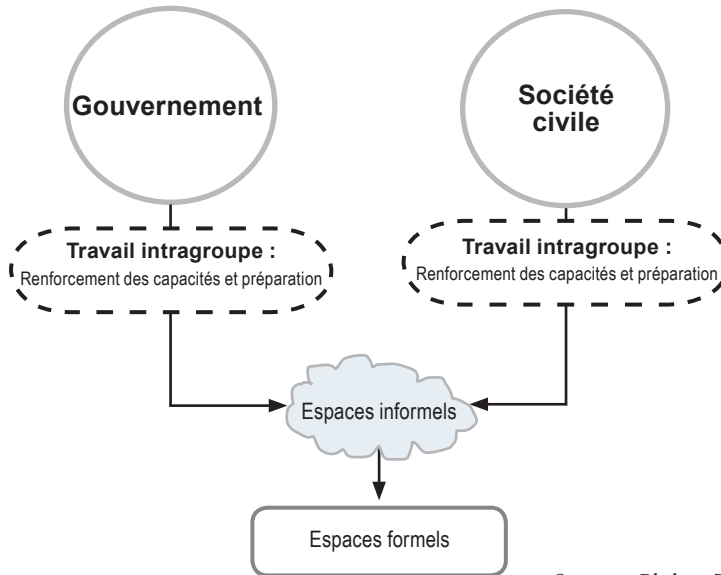 Gouvernement
Société
civile
Travail intragroupe :
Renforcement des capacités et préparation
Travail intragroupe :
Renforcement des capacités et préparation
Espaces informels
Espaces formels